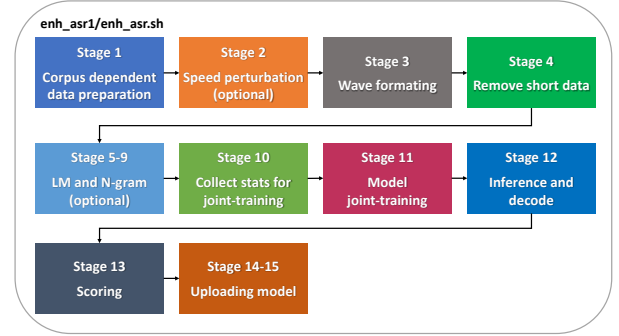 enh_asr1/enh_asr.sh
Stage 1
Corpus dependent
data preparation
Stage 2
Speed perturbation
(optional)
Stage 3
Wave formating
Stage 4
Remove short data
Stage 5-9
LM and N-gram
(optional)
Stage 10
Collect stats for
joint-training
Stage 11
Model
joint-training
Stage 12
Inference and
decode
Stage 13
Scoring
Stage 14-15
Uploading model